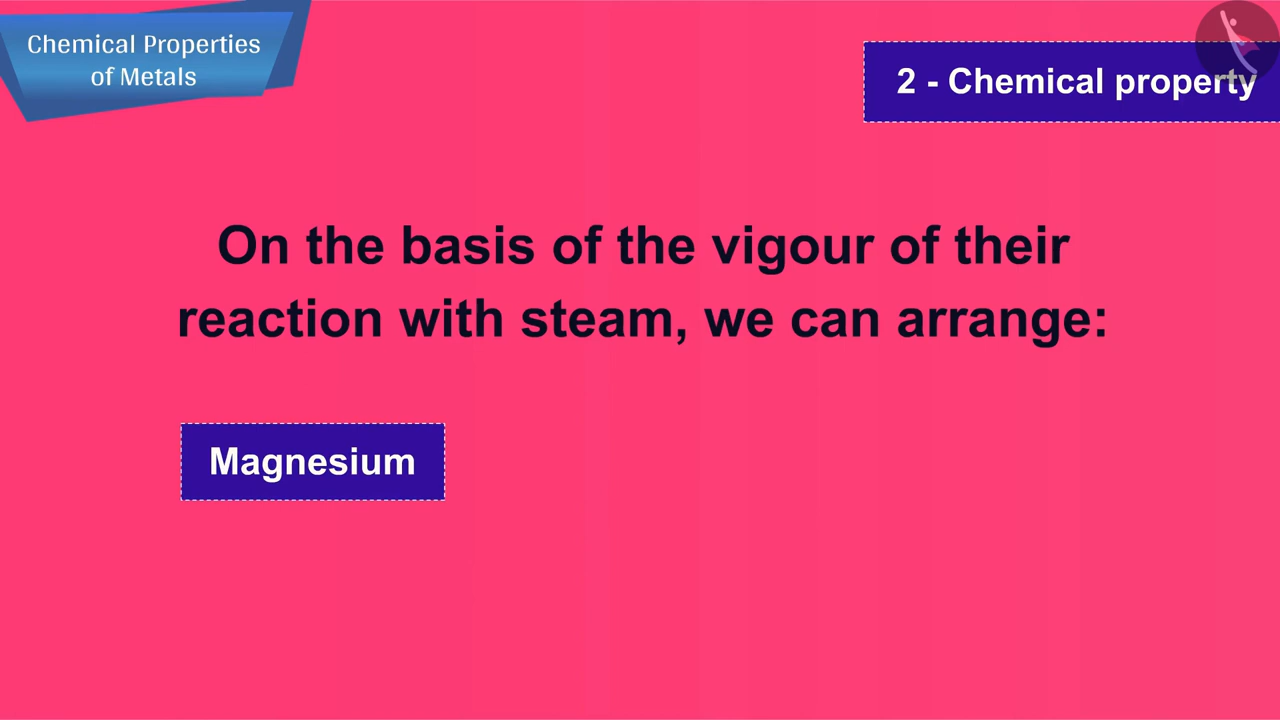 Chemical Properties
of Metals
2 - Chemical property
On the basis of the vigour of their
reaction with steam, we can arrange:
Magnesium